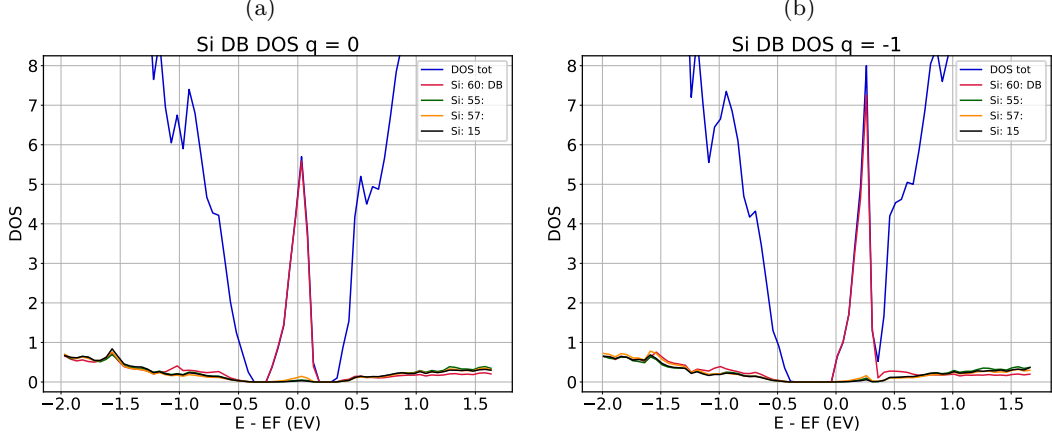 (a)
Si DB DOS q = 0
DOS
8
7
6
5
4
3
2
1
0
DOS tot
Si: 60: DB
Si: 55:
Si: 57:
Si: 15
−2.0 −1.5 −1.0 −0.5 0.0 0.5 1.0 1.5
E - EF (EV)
(b)
Si DB DOS q = -1
DOS
8
7
6
5
4
3
2
1
0
DOS tot
Si: 60: DB
Si: 55:
Si: 57:
Si: 15
−2.0 −1.5 −1.0 −0.5 0.0 0.5 1.0 1.5
E - EF (EV)